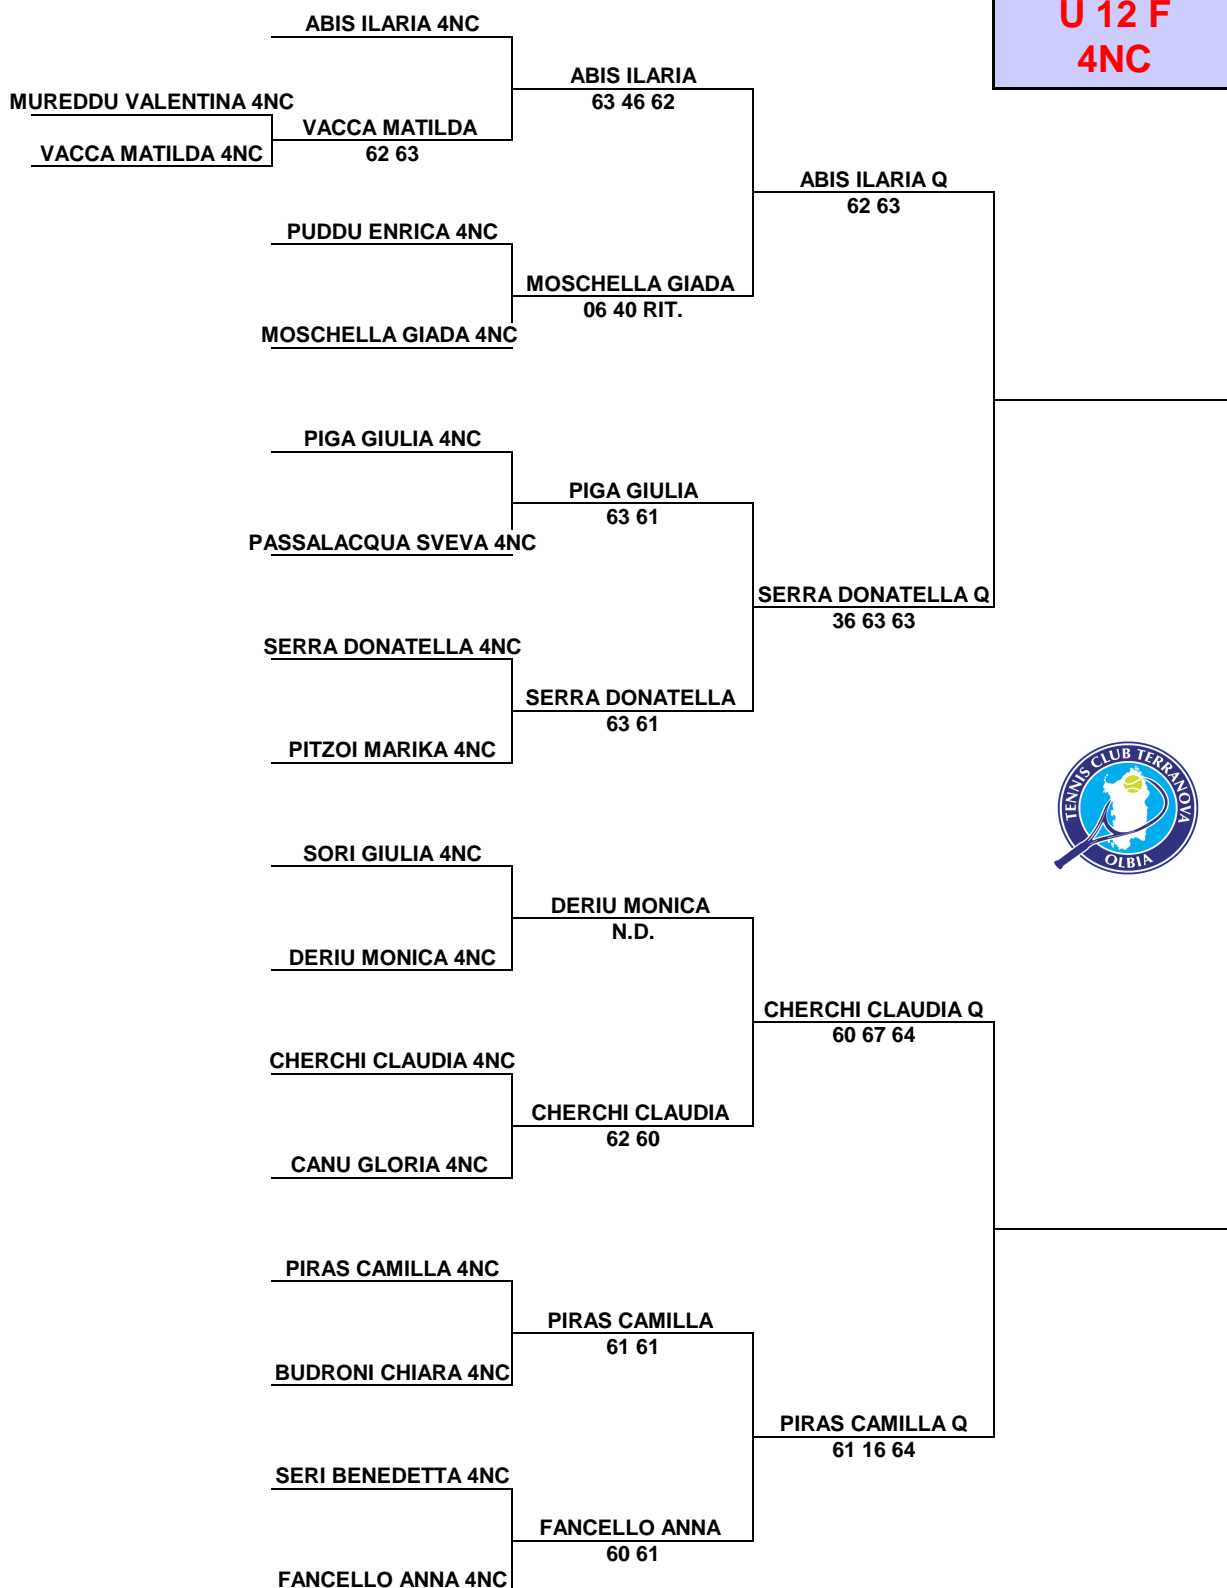 U 12 F
4NC
ABIS ILARIA 4NC
ABIS ILARIA
63 46 62
MUREDDU VALENTINA 4NC
VACCA MATILDA
62 63
VACCA MATILDA 4NC
ABIS ILARIA Q
62 63
PUDDU ENRICA 4NC
MOSCHELLA GIADA
06 40 RIT.
MOSCHELLA GIADA 4NC
PIGA GIULIA 4NC
PIGA GIULIA
63 61
PASSALACQUA SVEVA 4NC
SERRA DONATELLA Q
36 63 63
SERRA DONATELLA 4NC
SERRA DONATELLA
63 61
PITZOI MARIKA 4NC
TENNIS CLUB TERRANOVA
OLBIA
SORI GIULIA 4NC
DERIU MONICA
N.D.
DERIU MONICA 4NC
CHERCHI CLAUDIA Q
60 67 64
CHERCHI CLAUDIA 4NC
CHERCHI CLAUDIA
62 60
CANU GLORIA 4NC
PIRAS CAMILLA 4NC
PIRAS CAMILLA
61 61
BUDRONI CHIARA 4NC
PIRAS CAMILLA Q
61 16 64
SERI BENEDETTA 4NC
FANCELLO ANNA
60 61
FANCELLO ANNA 4NC